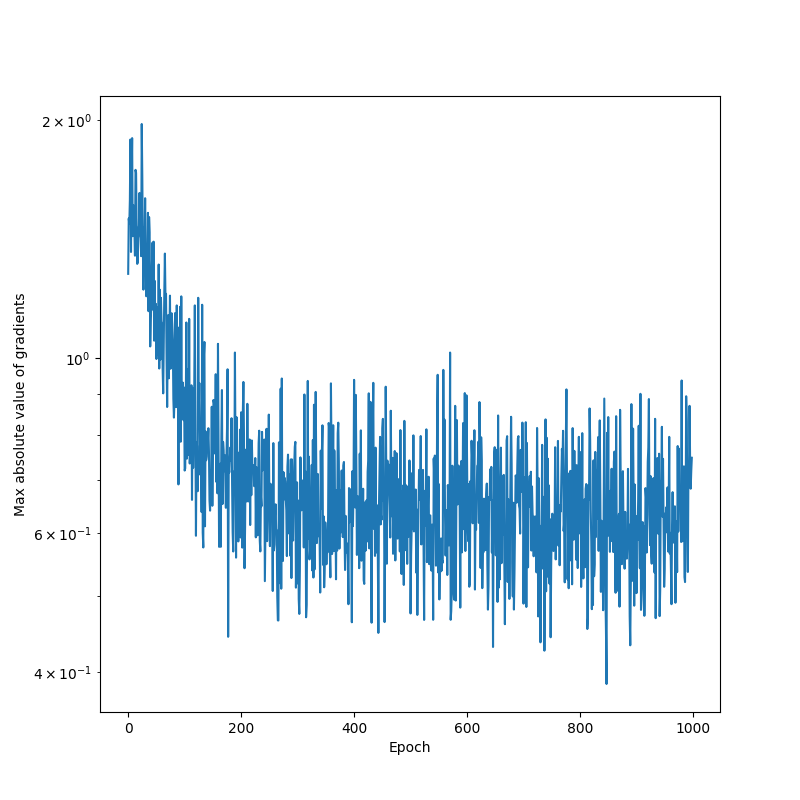 Max absolute value of gradients
2 × 10⁰
10⁰
6 × 10⁻¹
4 × 10⁻¹
0 200 400 600 800 1000
Epoch